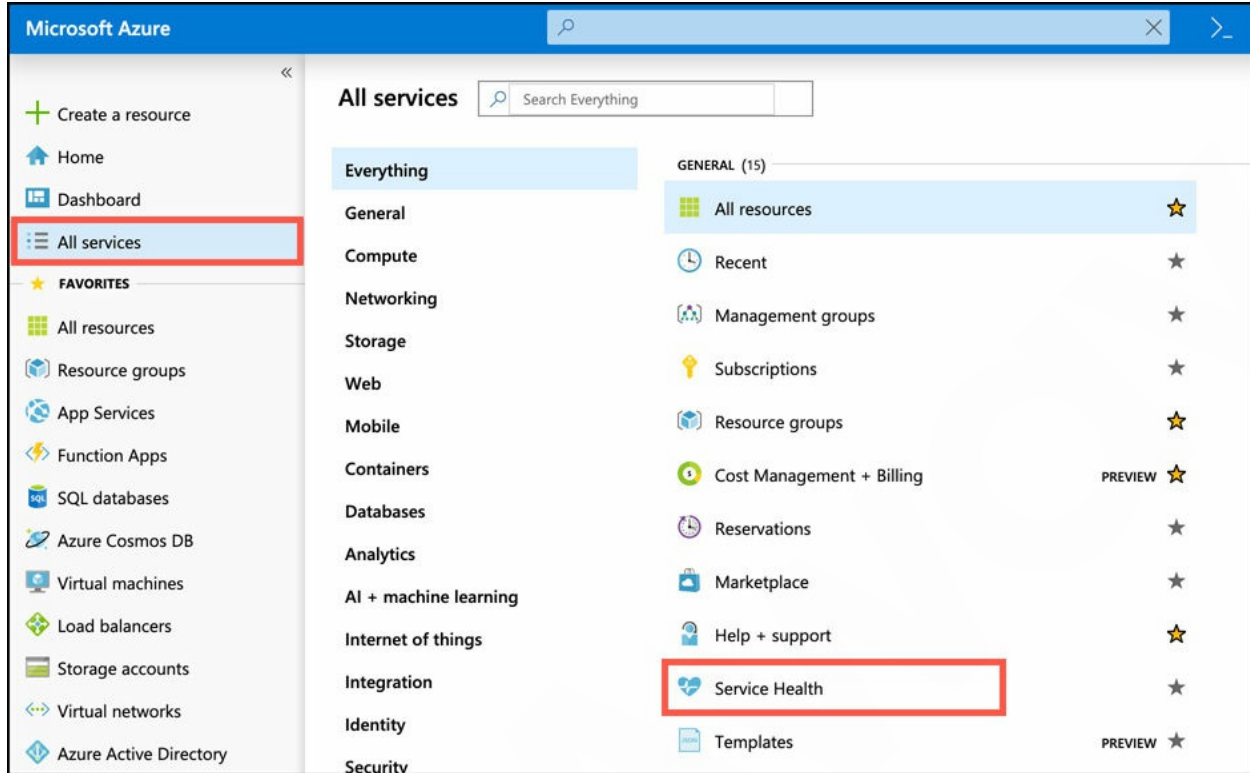 Microsoft Azure
«
Create a resource
Home
Dashboard
All services
FAVORITES
All resources
Resource groups
App Services
Function Apps
SQL databases
Azure Cosmos DB
Virtual machines
Load balancers
Storage accounts
Virtual networks
Azure Active Directory
All services
Search Everything
Everything
General
Compute
Networking
Storage
Web
Mobile
Containers
Databases
Analytics
AI + machine learning
Internet of things
Integration
Identity
Security
GENERAL (15)
All resources
Recent
Management groups
Subscriptions
Resource groups
Cost Management + Billing PREVIEW
Reservations
Marketplace
Help + support
Service Health
Templates PREVIEW